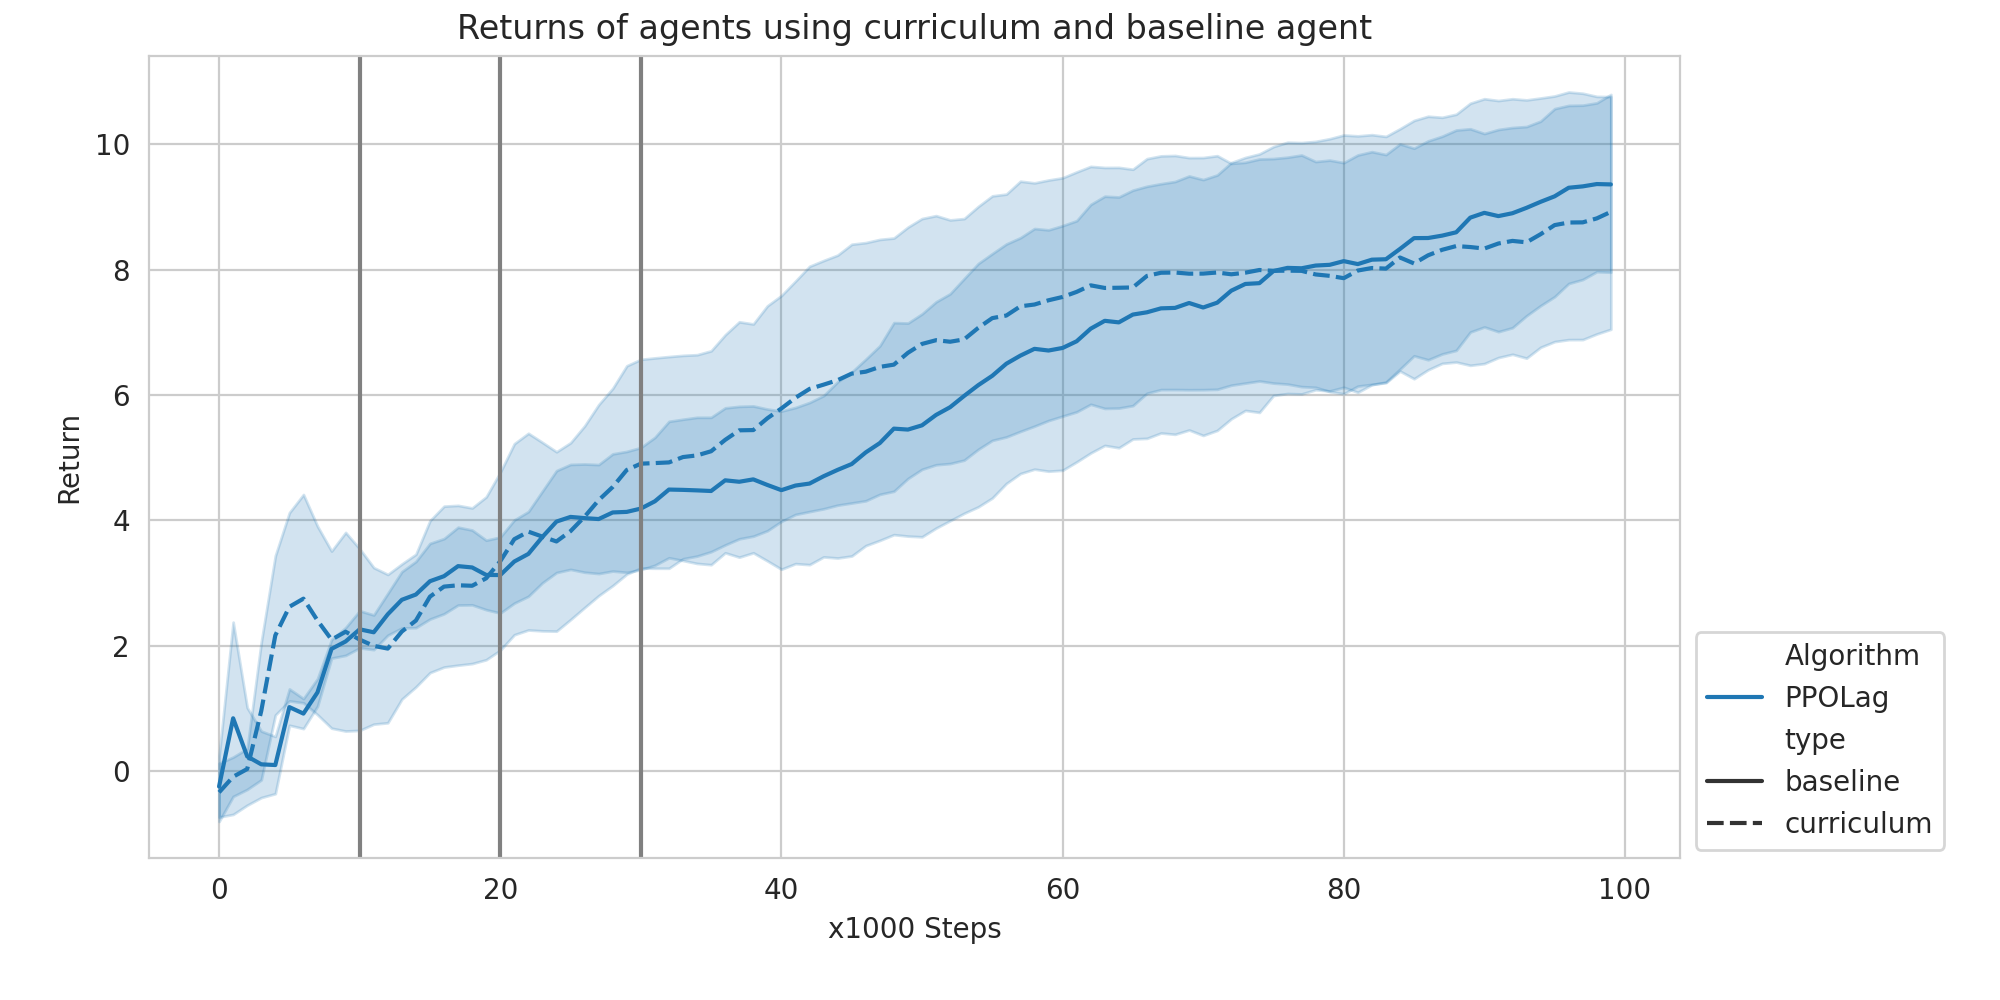 Returns of agents using curriculum and baseline agent
10
8
6
4
2
0
Return
0 20 40 60 80 100
x1000 Steps
Algorithm
PPOLag
type
baseline
curriculum